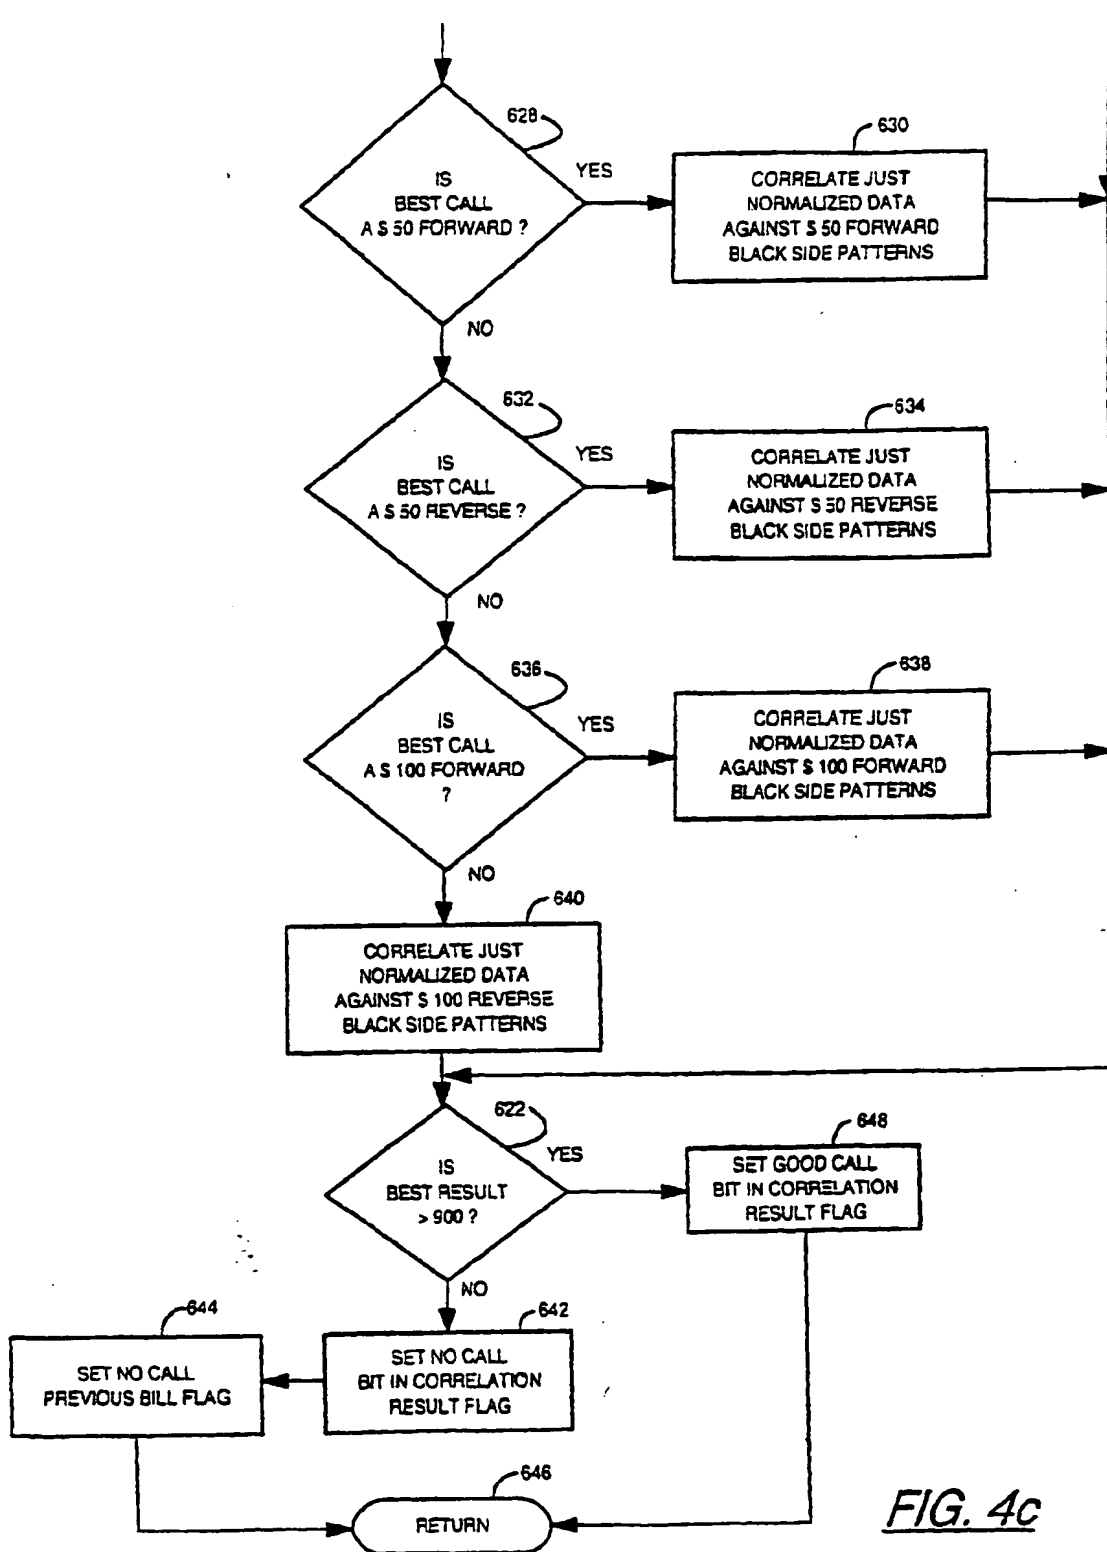 628
IS
BEST CALL
A $ 50 FORWARD ?
YES
630
CORRELATE JUST
NORMALIZED DATA
AGAINST $ 50 FORWARD
BLACK SIDE PATTERNS
NO
632
IS
BEST CALL
A $ 50 REVERSE ?
YES
634
CORRELATE JUST
NORMALIZED DATA
AGAINST $ 50 REVERSE
BLACK SIDE PATTERNS
NO
636
IS
BEST CALL
A $ 100 FORWARD
?
YES
638
CORRELATE JUST
NORMALIZED DATA
AGAINST $ 100 FORWARD
BLACK SIDE PATTERNS
NO
640
CORRELATE JUST
NORMALIZED DATA
AGAINST $ 100 REVERSE
BLACK SIDE PATTERNS
622
IS
BEST RESULT
> 900 ?
YES
648
SET GOOD CALL
BIT IN CORRELATION
RESULT FLAG
NO
642
SET NO CALL
BIT IN CORRELATION
RESULT FLAG
644
SET NO CALL
PREVIOUS BILL FLAG
646
RETURN
FIG. 4c